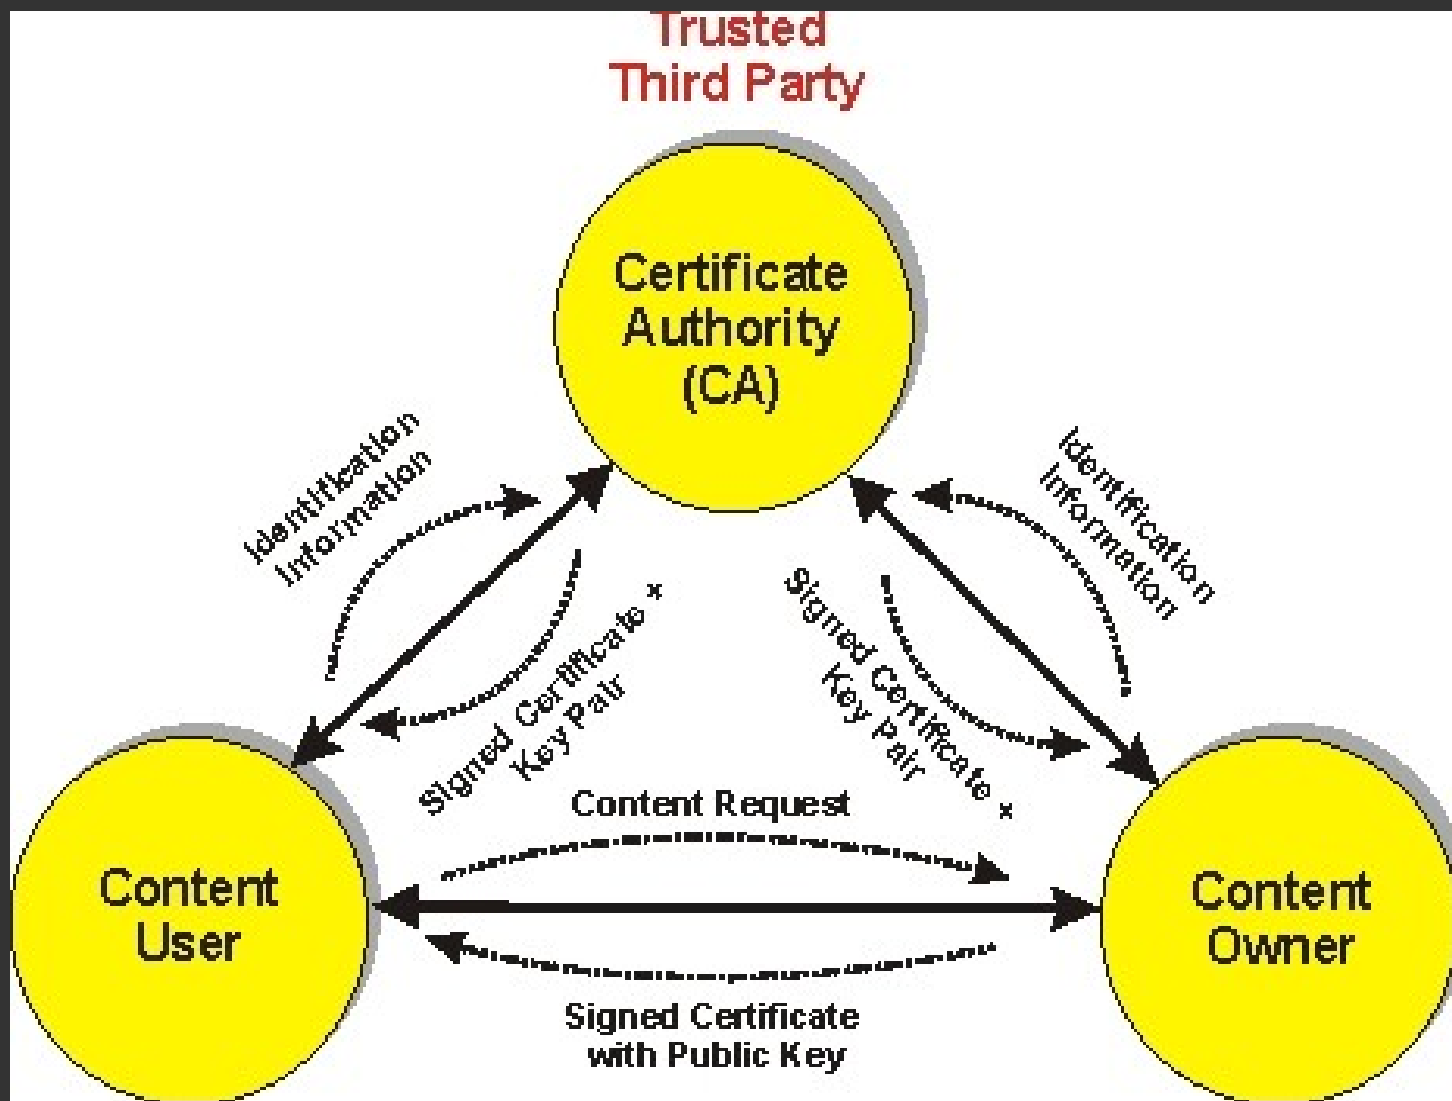 Trusted
Third Party
Certificate
Authority
(CA)
Identification
Information
Identification
Information
Signed Certificate +
Key Pair
Signed Certificate +
Key Pair
Content Request
Content
User
Content
Owner
Signed Certificate
with Public Key